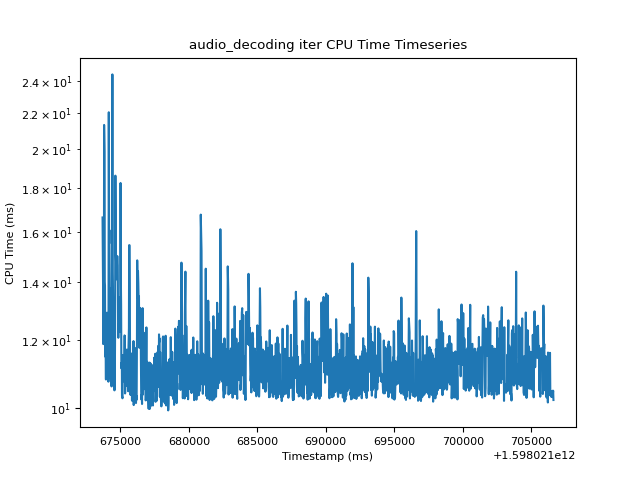 audio_decoding iter CPU Time Timeseries
CPU Time (ms)
2.4 × 10¹
2.2 × 10¹
2 × 10¹
1.8 × 10¹
1.6 × 10¹
1.4 × 10¹
1.2 × 10¹
10¹
675000 680000 685000 690000 695000 700000 705000
Timestamp (ms)
+1.598021e12